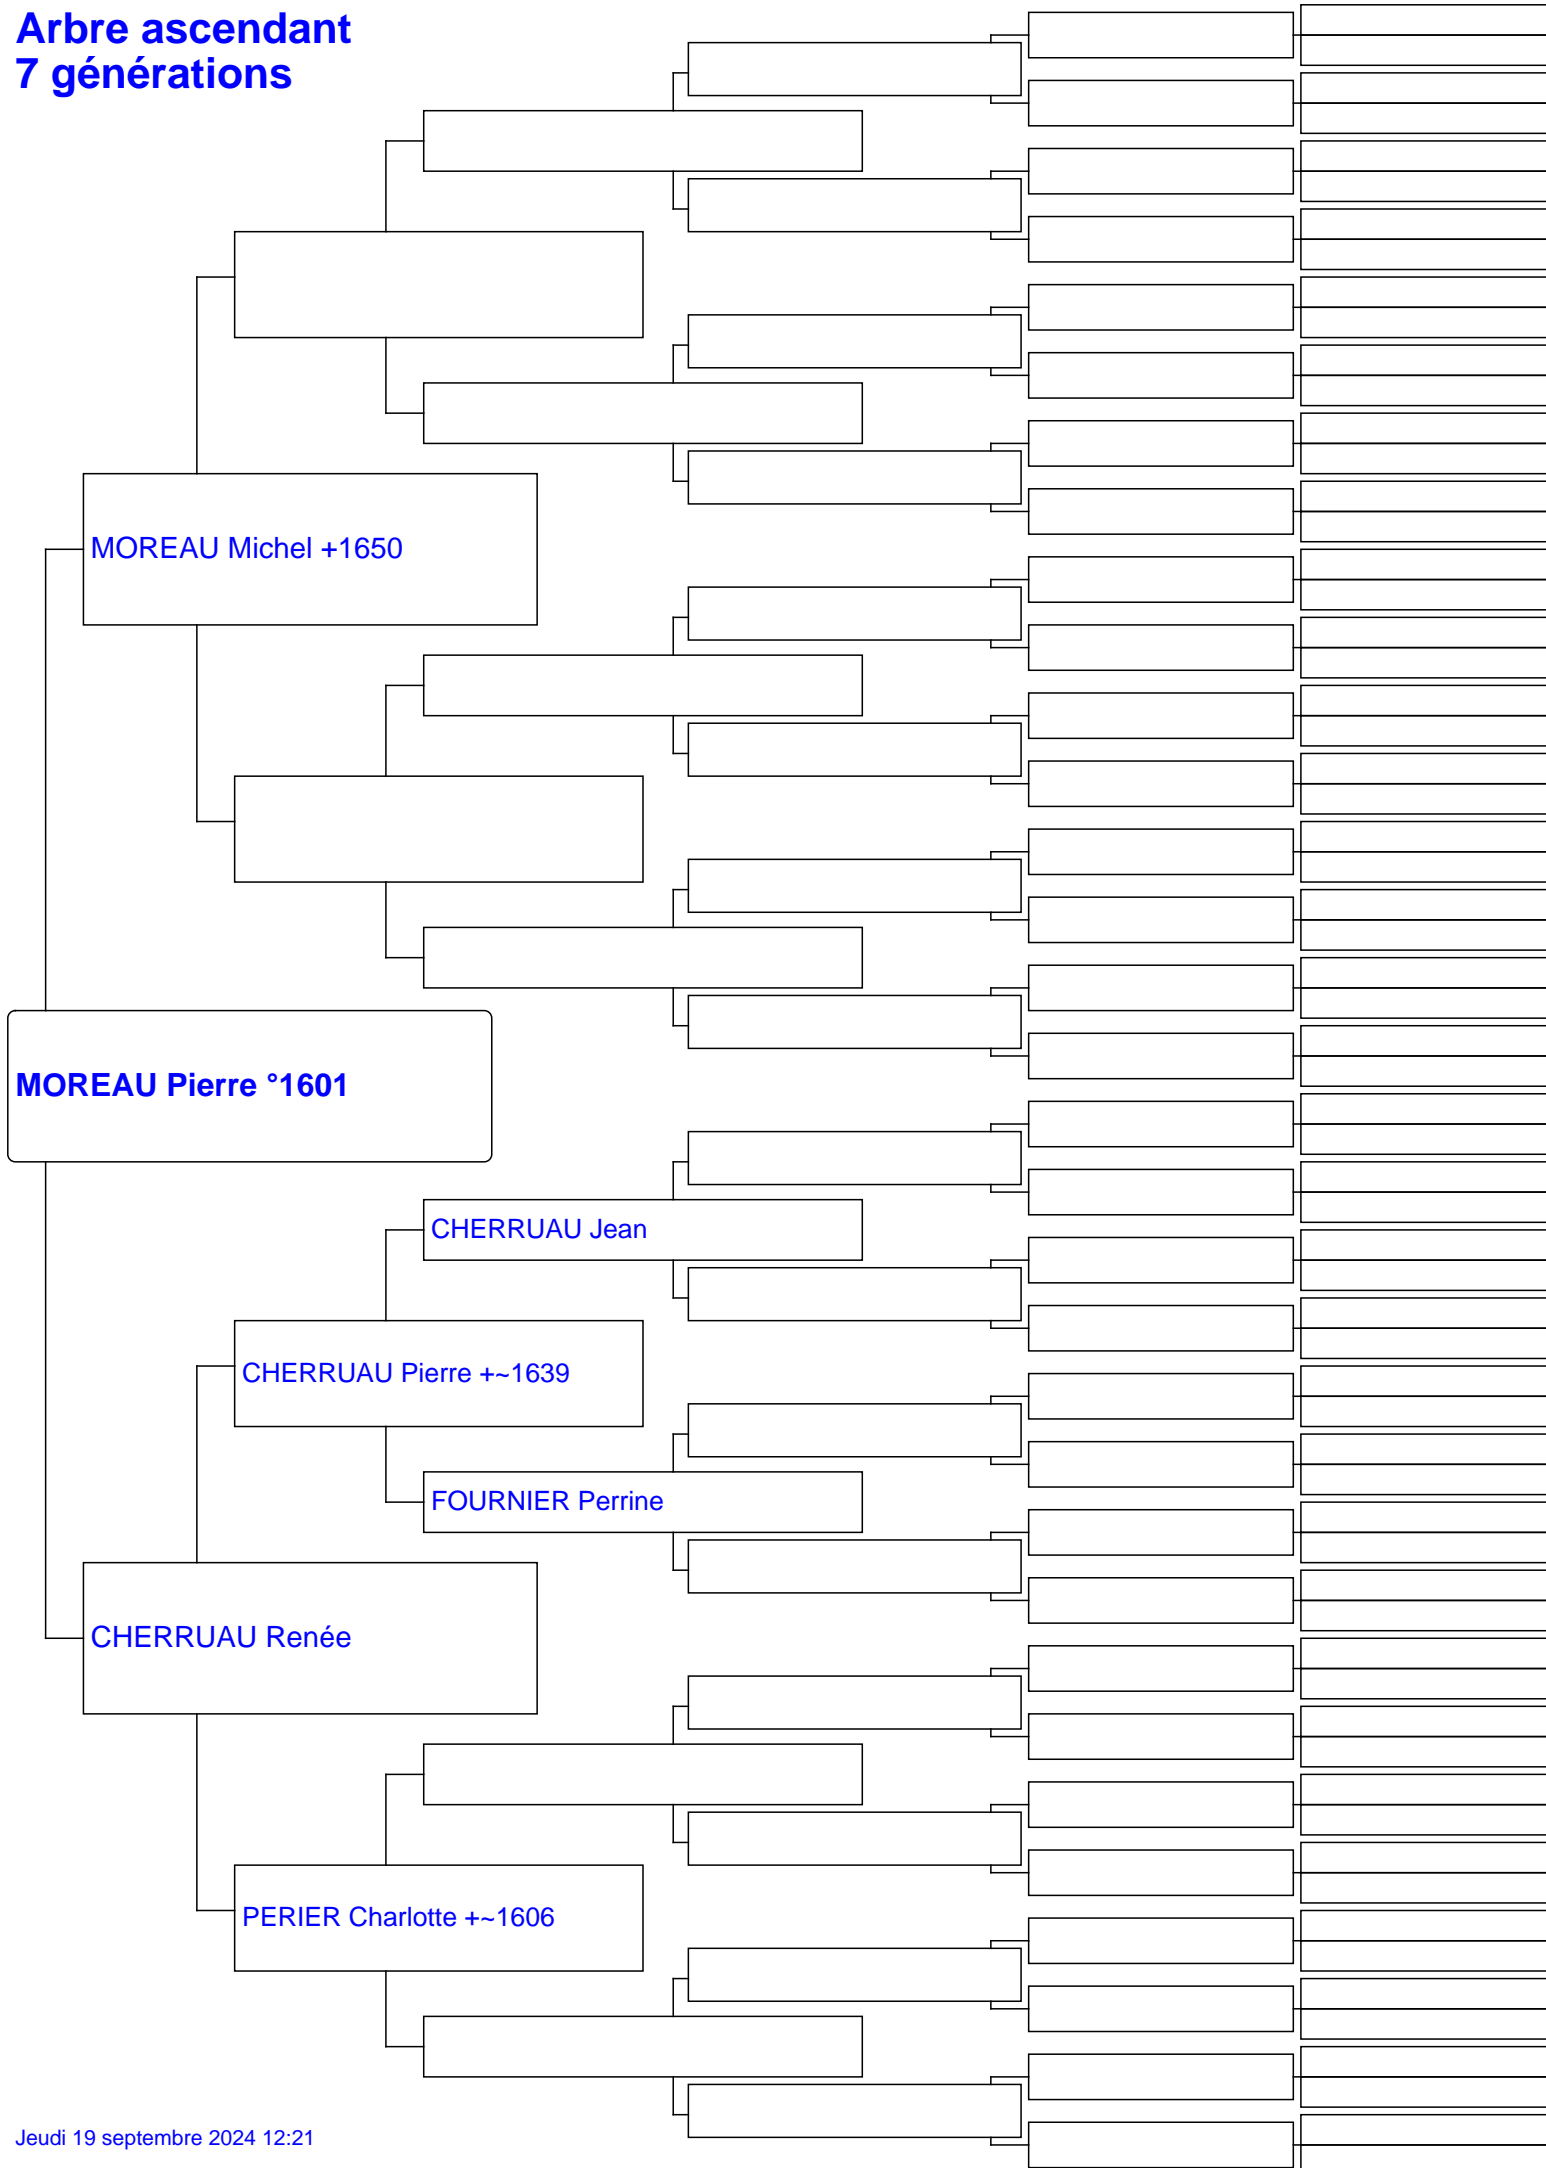 Arbre ascendant
7 générations
MOREAU Michel +1650
MOREAU Pierre °1601
CHERRUAU Jean
CHERRUAU Pierre +~1639
FOURNIER Perrine
CHERRUAU Renée
PERIER Charlotte +~1606
Jeudi 19 septembre 2024 12:21